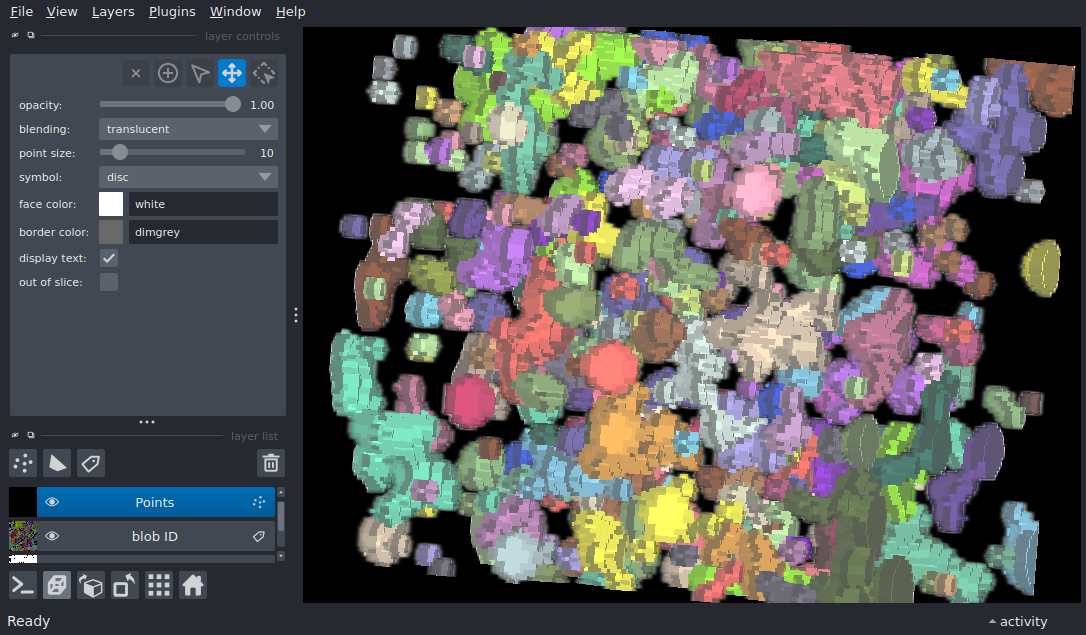 File View Layers Plugins Window Help
layer controls
opacity: 1.00
blending: translucent
point size: 10
symbol: disc
face color: white
border color: dimgrey
display text:
out of slice:
layer list
Points
blob ID
Ready
activity